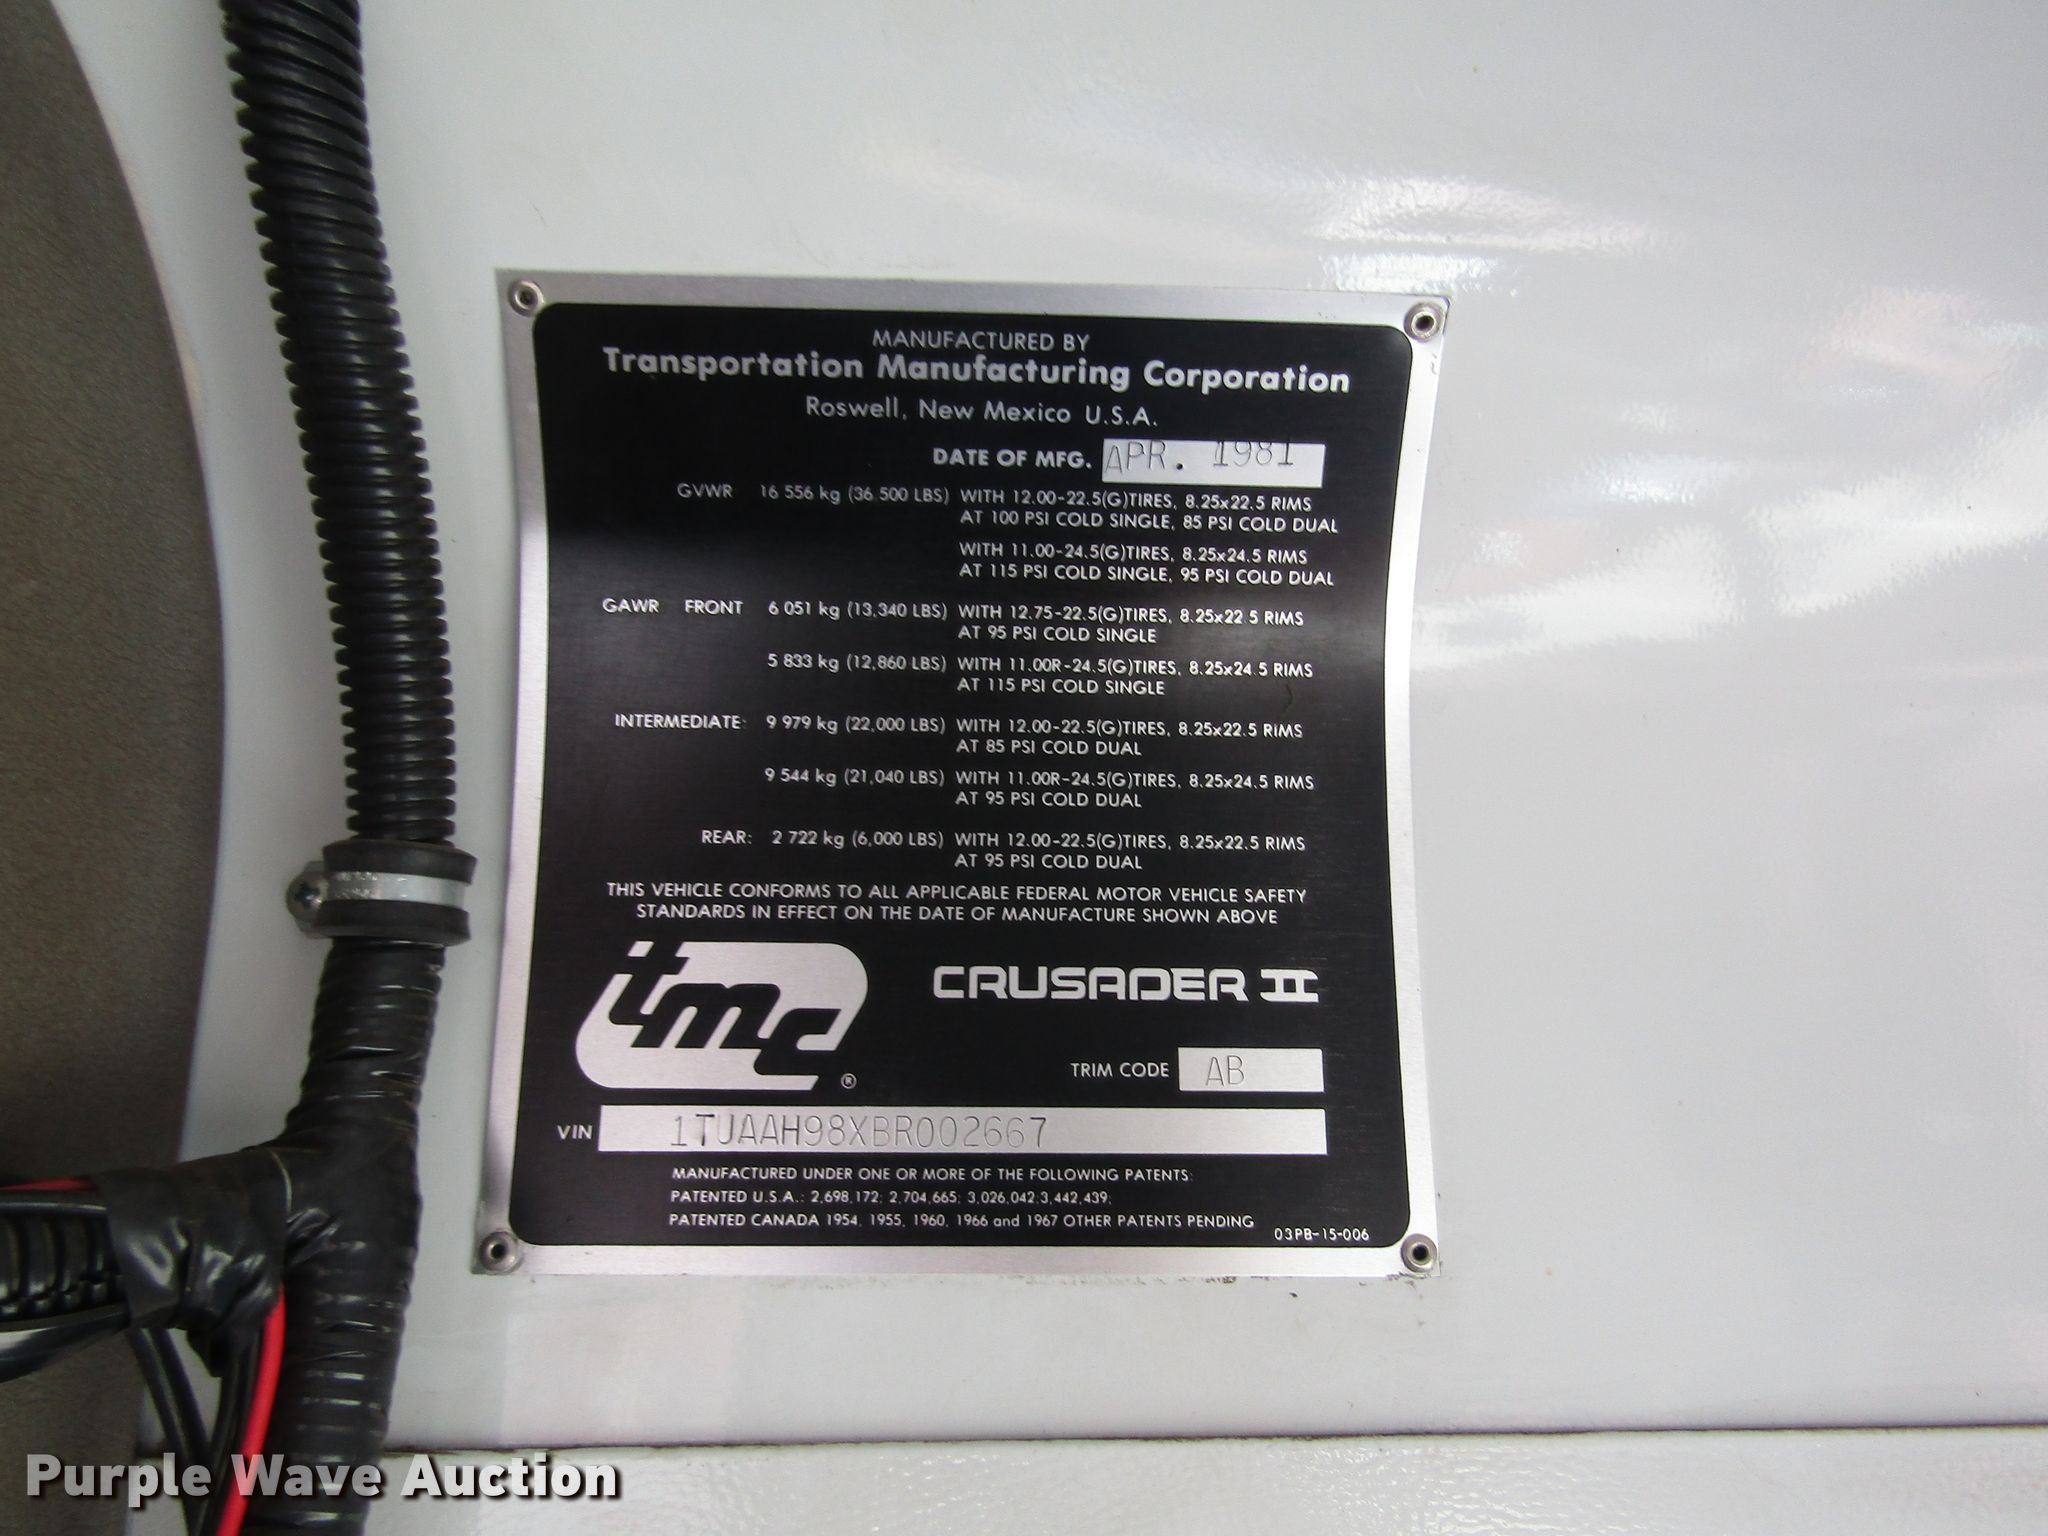 MANUFACTURED BY
Transportation Manufacturing Corporation
Roswell, New Mexico U.S.A.
DATE OF MFG. APR. 1981
GVWR 16 556 kg (36,500 LBS) WITH 12.00-22.5(G)TIRES, 8.25x22.5 RIMS
AT 100 PSI COLD SINGLE, 85 PSI COLD DUAL
WITH 11.00-24.5(G)TIRES, 8.25x24.5 RIMS
AT 115 PSI COLD SINGLE, 95 PSI COLD DUAL
GAWR FRONT 6 051 kg (13,340 LBS) WITH 12.75-22.5(G)TIRES, 8.25x22.5 RIMS
AT 95 PSI COLD SINGLE
5 833 kg (12,860 LBS) WITH 11.00R-24.5(G)TIRES, 8.25x24.5 RIMS
AT 115 PSI COLD SINGLE
INTERMEDIATE: 9 979 kg (22,000 LBS) WITH 12.00-22.5(G)TIRES, 8.25x22.5 RIMS
AT 85 PSI COLD DUAL
9 544 kg (21,040 LBS) WITH 11.00R-24.5(G)TIRES, 8.25x24.5 RIMS
AT 95 PSI COLD DUAL
REAR: 2 722 kg (6,000 LBS) WITH 12.00-22.5(G)TIRES, 8.25x22.5 RIMS
AT 95 PSI COLD DUAL
THIS VEHICLE CONFORMS TO ALL APPLICABLE FEDERAL MOTOR VEHICLE SAFETY
STANDARDS IN EFFECT ON THE DATE OF MANUFACTURE SHOWN ABOVE
tmc ®
CRUSADER II
TRIM CODE AB
VIN 1TUAAH98XBR002667
MANUFACTURED UNDER ONE OR MORE OF THE FOLLOWING PATENTS:
PATENTED U.S.A.: 2,698,172; 2,704,665; 3,026,042; 3,442,439;
PATENTED CANADA 1954, 1955, 1960, 1966 and 1967 OTHER PATENTS PENDING
03PB-15-006
Purple Wave Auction